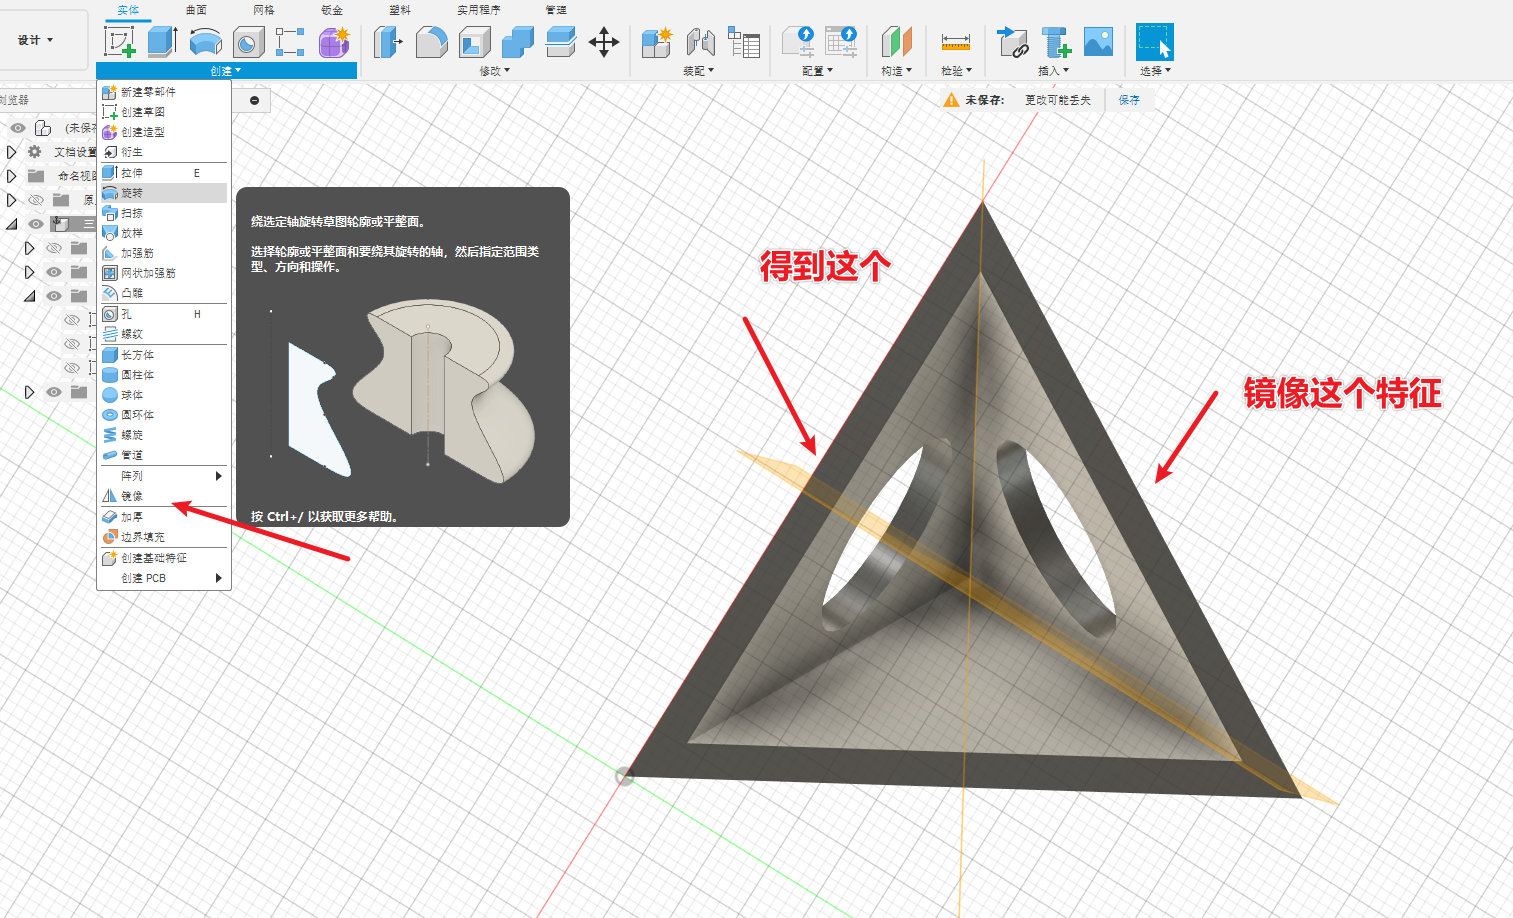 实体 曲面 网格 钣金 塑料 实用程序 管理
设计
创建 修改 装配 配置 构造 检验 插入 选择
浏览器
未保存: 更改可能丢失 保存
新建零部件
创建草图
创建造型
衍生
拉伸 E
旋转
扫掠
放样
加强筋
网状加强筋
凸雕
孔 H
螺纹
长方体
圆柱体
球体
圆环体
螺旋
管道
阵列
镜像
加厚
边界填充
创建基础特征
创建 PCB
(未保存
文档设置
命名视图
原
三
绕选定轴旋转草图轮廓或平整面。
选择轮廓或平整面和要绕其旋转的轴，然后指定范围类
型、方向和操作。
按 Ctrl+/ 以获取更多帮助。
得到这个
镜像这个特征